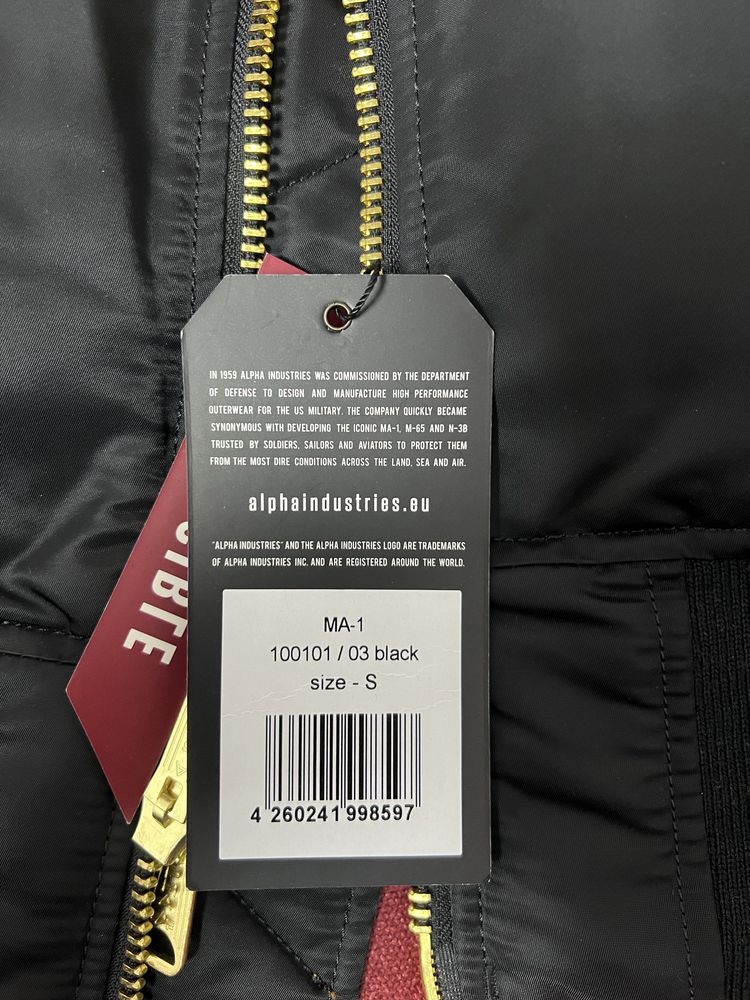 IN 1959 ALPHA INDUSTRIES WAS COMMISSIONED BY THE DEPARTMENT
OF DEFENSE TO DESIGN AND MANUFACTURE HIGH PERFORMANCE
OUTERWEAR FOR THE US MILITARY. THE COMPANY QUICKLY BECAME
SYNONYMOUS WITH DEVELOPING THE ICONIC MA-1, M-65 AND N-3B
TRUSTED BY SOLDIERS, SAILORS AND AVIATORS TO PROTECT THEM
FROM THE MOST DIRE CONDITIONS ACROSS THE LAND, SEA AND AIR.
alphaindustries.eu
"ALPHA INDUSTRIES" AND THE ALPHA INDUSTRIES LOGO ARE TRADEMARKS
OF ALPHA INDUSTRIES INC. AND ARE REGISTERED AROUND THE WORLD.
MA-1
100101 / 03 black
size - S
4 260241 998597